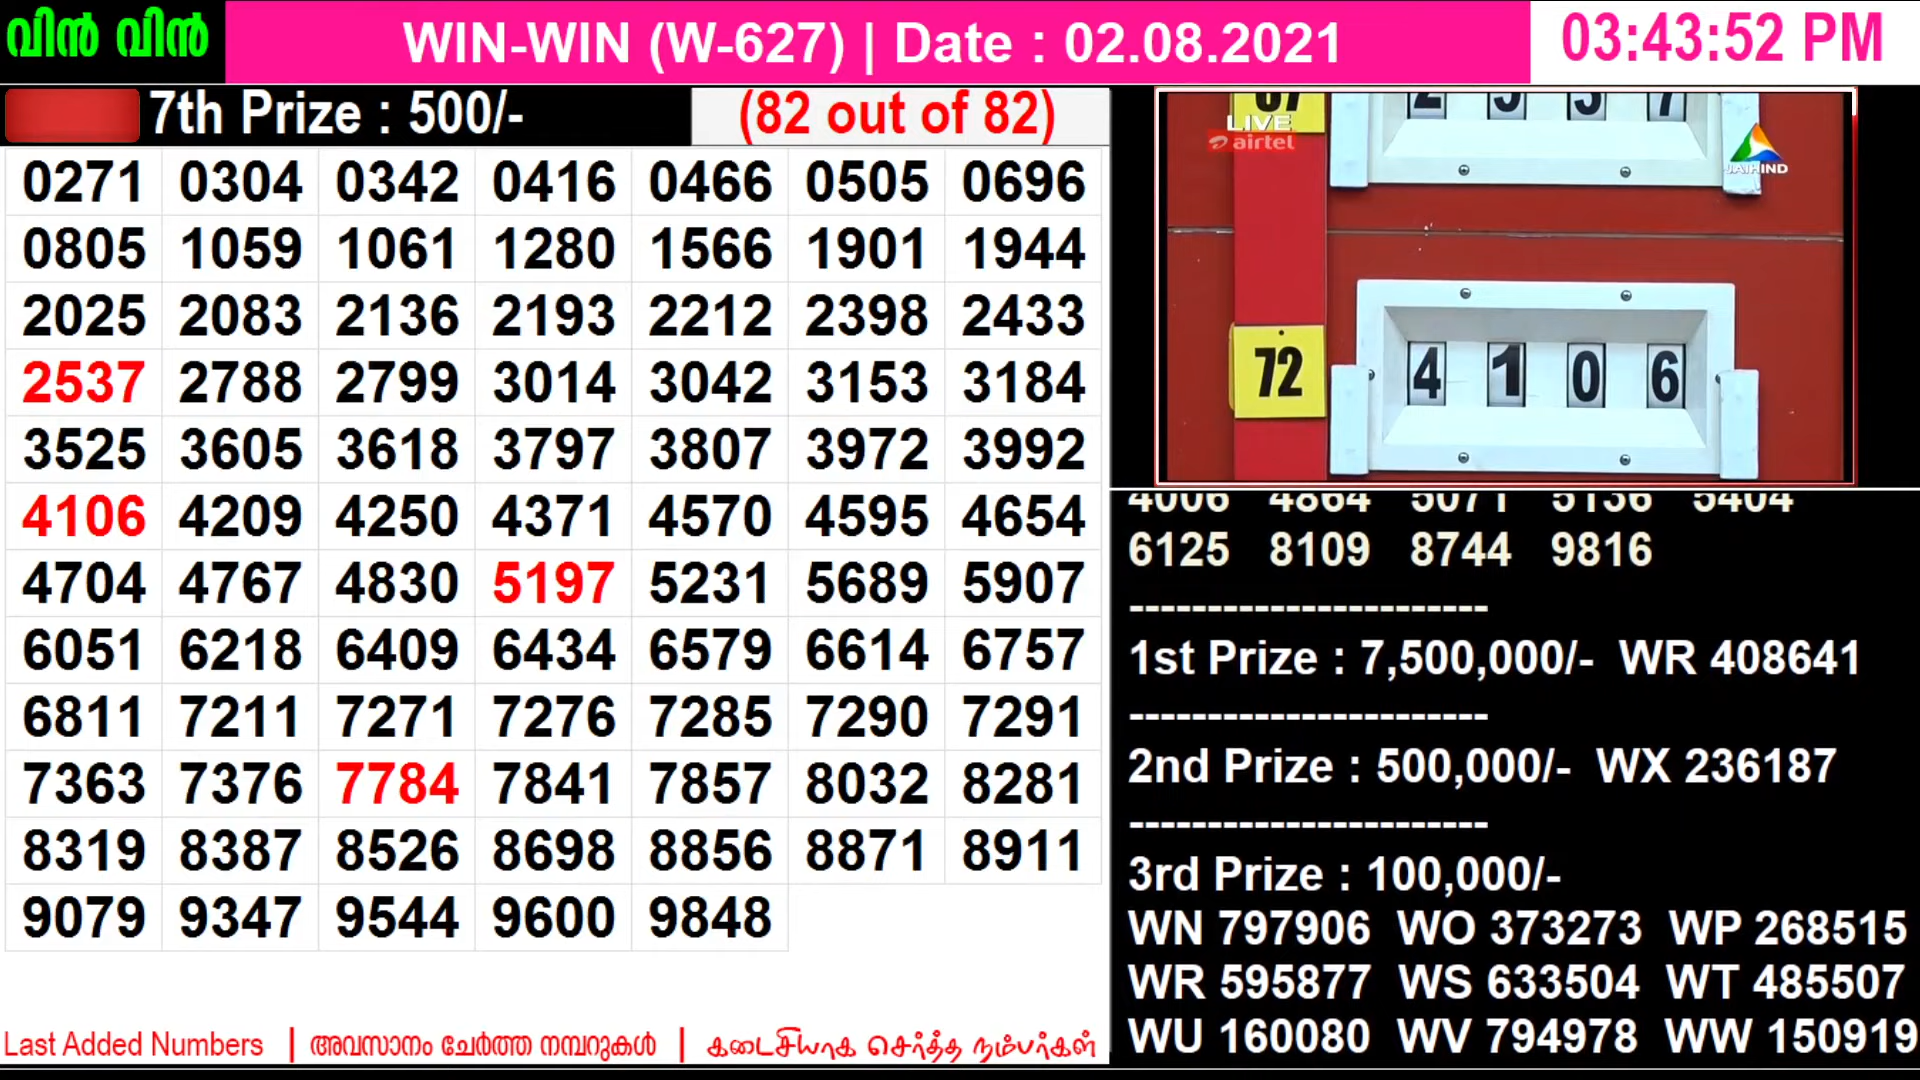 വിൻ വിൻ WIN-WIN (W-627) | Date : 02.08.2021 03:43:52 PM
7th Prize : 500/- (82 out of 82)
0271 0304 0342 0416 0466 0505 0696
0805 1059 1061 1280 1566 1901 1944
2025 2083 2136 2193 2212 2398 2433
2537 2788 2799 3014 3042 3153 3184
3525 3605 3618 3797 3807 3972 3992
4106 4209 4250 4371 4570 4595 4654
4704 4767 4830 5197 5231 5689 5907
6051 6218 6409 6434 6579 6614 6757
6811 7211 7271 7276 7285 7290 7291
7363 7376 7784 7841 7857 8032 8281
8319 8387 8526 8698 8856 8871 8911
9079 9347 9544 9600 9848
Last Added Numbers | അവസാനം ചേർത്ത നമ്പറുകൾ | கடைசியாக சேர்த்த நம்பர்கள்
LIVE
airtel
JAIHIND
72 4 1 0 6
4006 4864 5071 5136 5404
6125 8109 8744 9816
-----------------------
1st Prize : 7,500,000/- WR 408641
-----------------------
2nd Prize : 500,000/- WX 236187
-----------------------
3rd Prize : 100,000/-
WN 797906 WO 373273 WP 268515
WR 595877 WS 633504 WT 485507
WU 160080 WV 794978 WW 150919